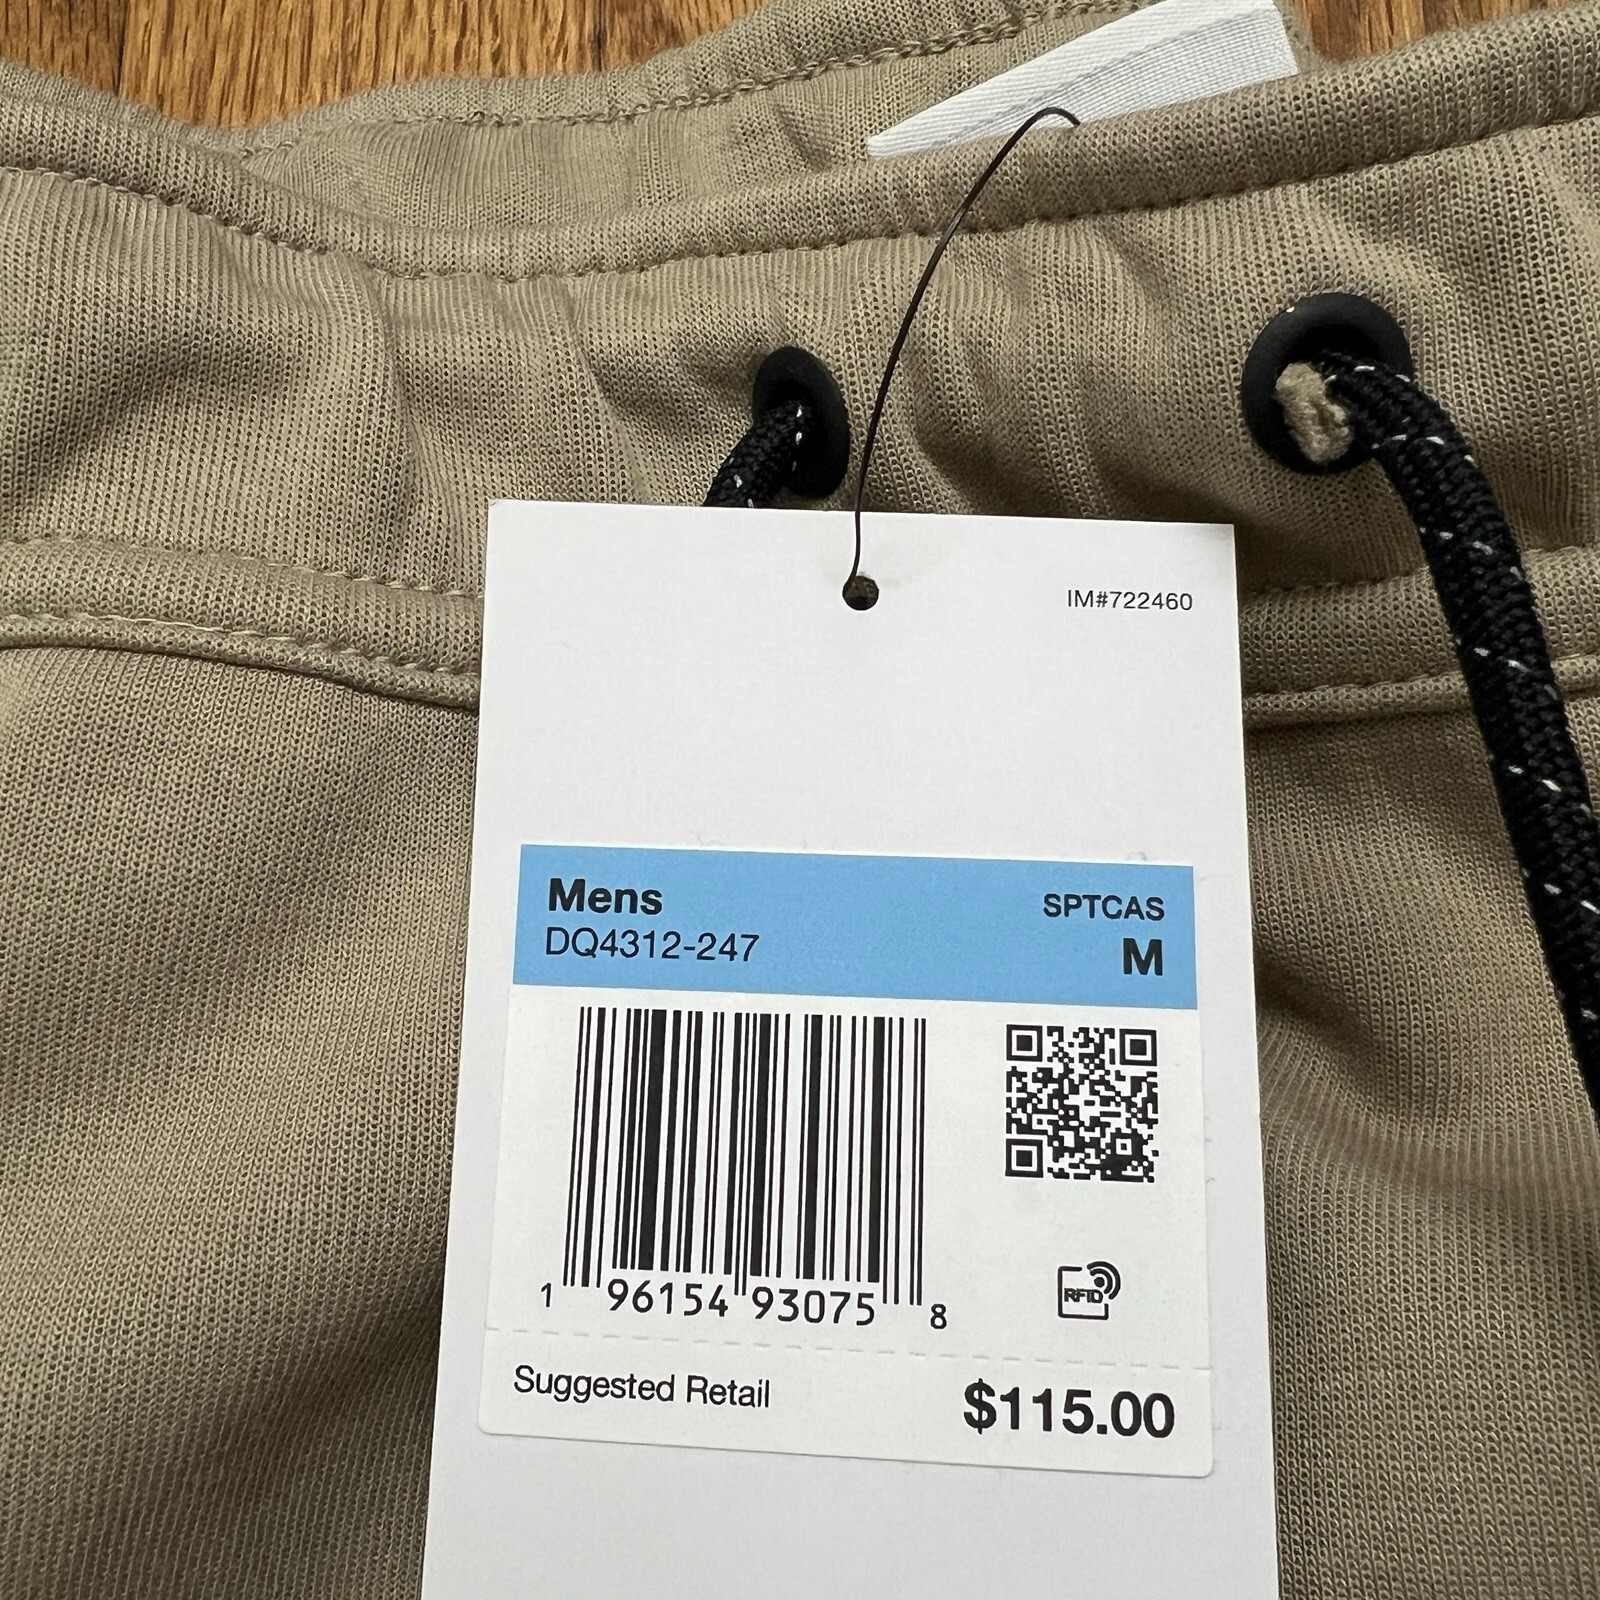 IM#722460
Mens
SPTCAS
DQ4312-247
M
1 96154 93075 8
RFID
Suggested Retail
$115.00